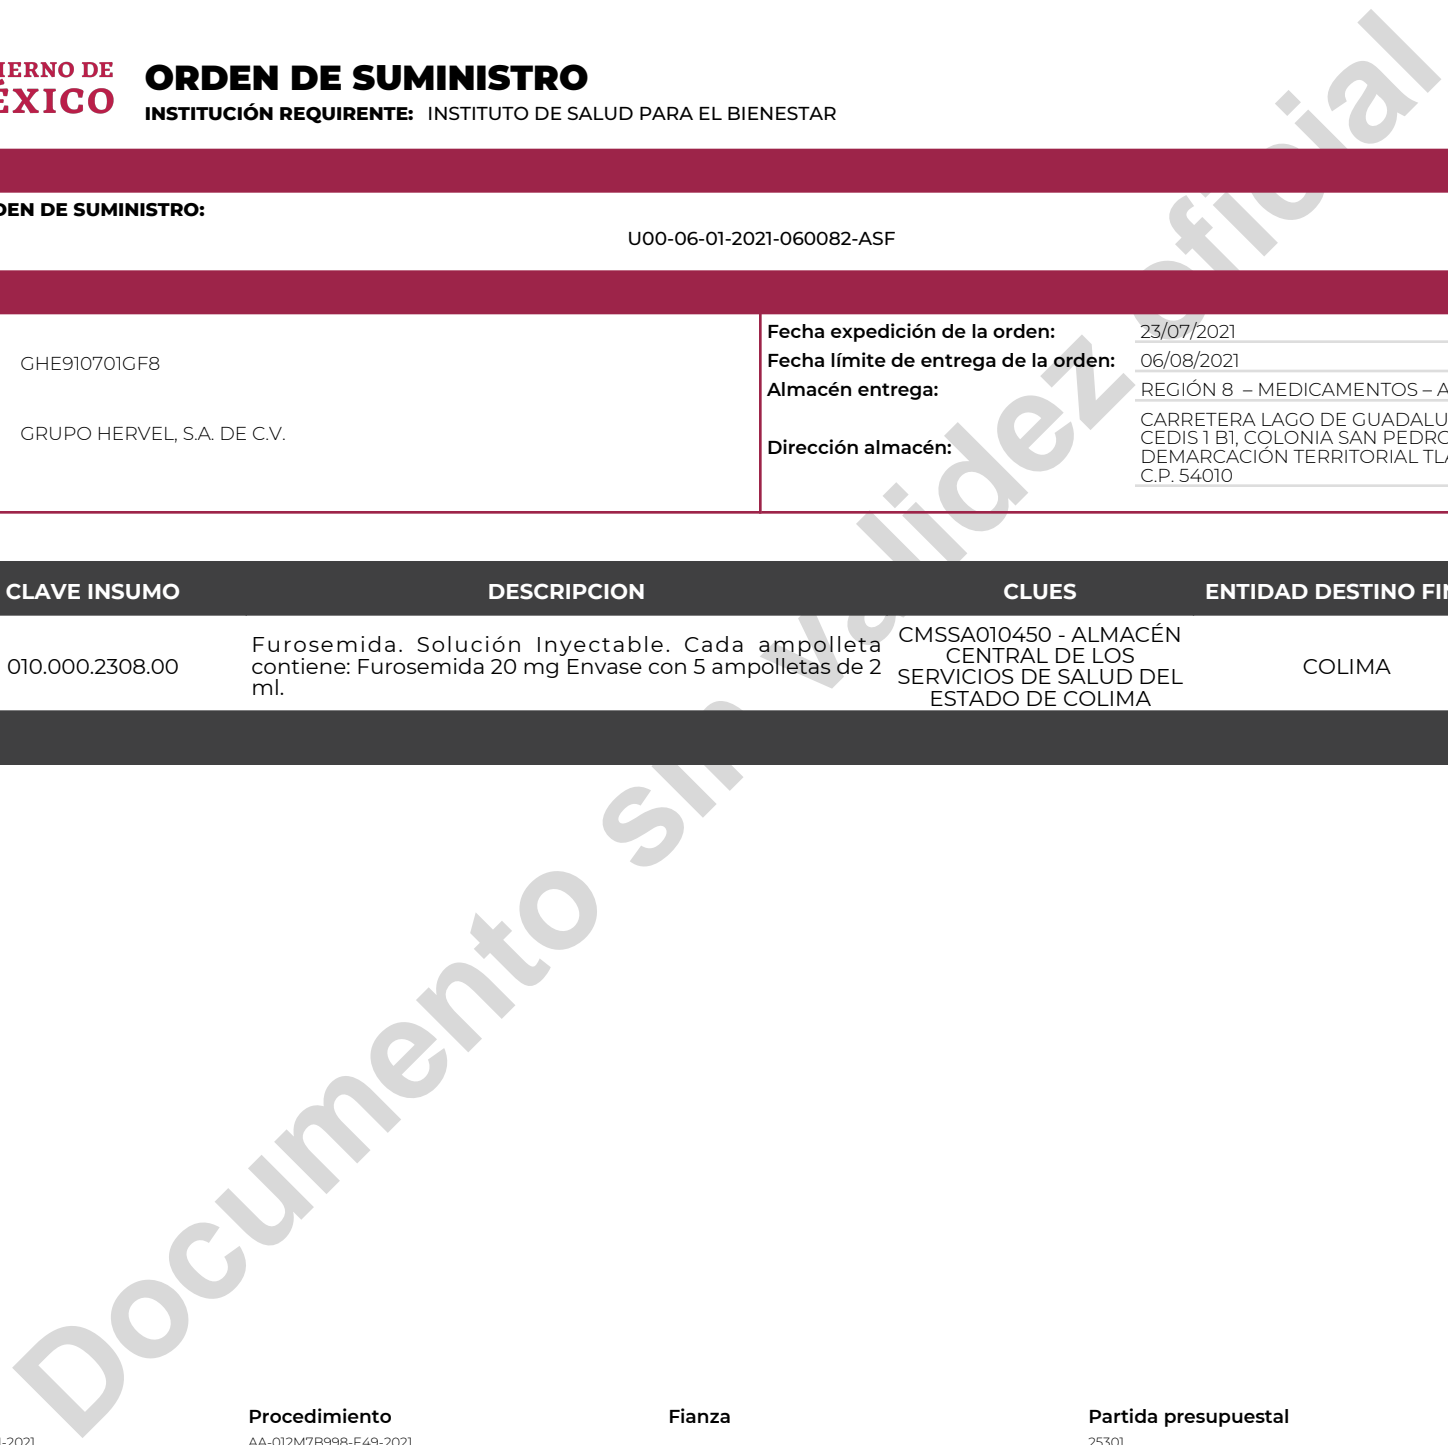 IERNO DE
ÉXICO
ORDEN DE SUMINISTRO
INSTITUCIÓN REQUIRENTE: INSTITUTO DE SALUD PARA EL BIENESTAR
DEN DE SUMINISTRO:
U00-06-01-2021-060082-ASF
GHE910701GF8
GRUPO HERVEL, S.A. DE C.V.
Fecha expedición de la orden: 23/07/2021
Fecha límite de entrega de la orden: 06/08/2021
Almacén entrega: REGIÓN 8 – MEDICAMENTOS – A
Dirección almacén:
CARRETERA LAGO DE GUADALU
CEDIS 1 B1, COLONIA SAN PEDRO
DEMARCACIÓN TERRITORIAL TLA
C.P. 54010
CLAVE INSUMO DESCRIPCION CLUES ENTIDAD DESTINO FIN
010.000.2308.00
Furosemida. Solución Inyectable. Cada ampolleta
contiene: Furosemida 20 mg Envase con 5 ampolletas de 2
ml.
CMSSA010450 - ALMACÉN
CENTRAL DE LOS
SERVICIOS DE SALUD DEL
ESTADO DE COLIMA
COLIMA
Documento sin validez oficial
Procedimiento Fianza Partida presupuestal
-2021 AA-012M7B998-E49-2021 25301